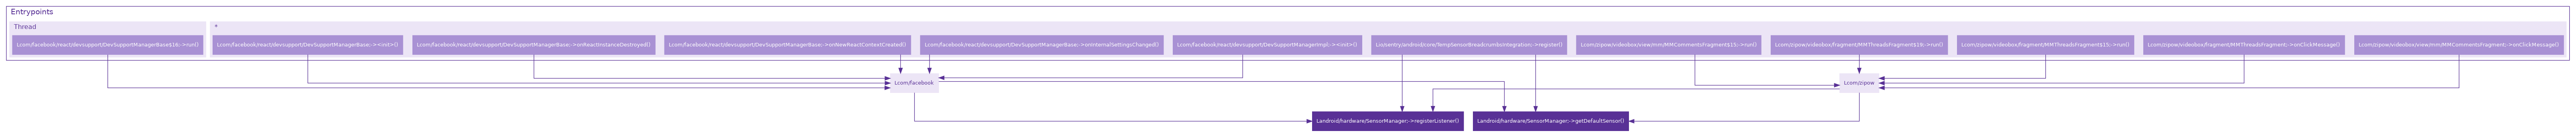 Entrypoints
Thread
*
Lcom/facebook/react/devsupport/DevSupportManagerBase$16;->run()
Lcom/facebook/react/devsupport/DevSupportManagerBase;-><init>()
Lcom/facebook/react/devsupport/DevSupportManagerBase;->onReactInstanceDestroyed()
Lcom/facebook/react/devsupport/DevSupportManagerBase;->onNewReactContextCreated()
Lcom/facebook/react/devsupport/DevSupportManagerBase;->onInternalSettingsChanged()
Lcom/facebook/react/devsupport/DevSupportManagerImpl;-><init>()
Lio/sentry/android/core/TempSensorBreadcrumbsIntegration;->register()
Lcom/zipow/videobox/view/mm/MMCommentsFragment$15;->run()
Lcom/zipow/videobox/fragment/MMThreadsFragment$19;->run()
Lcom/zipow/videobox/fragment/MMThreadsFragment$15;->run()
Lcom/zipow/videobox/fragment/MMThreadsFragment;->onClickMessage()
Lcom/zipow/videobox/view/mm/MMCommentsFragment;->onClickMessage()
Lcom/facebook
Lcom/zipow
Landroid/hardware/SensorManager;->registerListener()
Landroid/hardware/SensorManager;->getDefaultSensor()